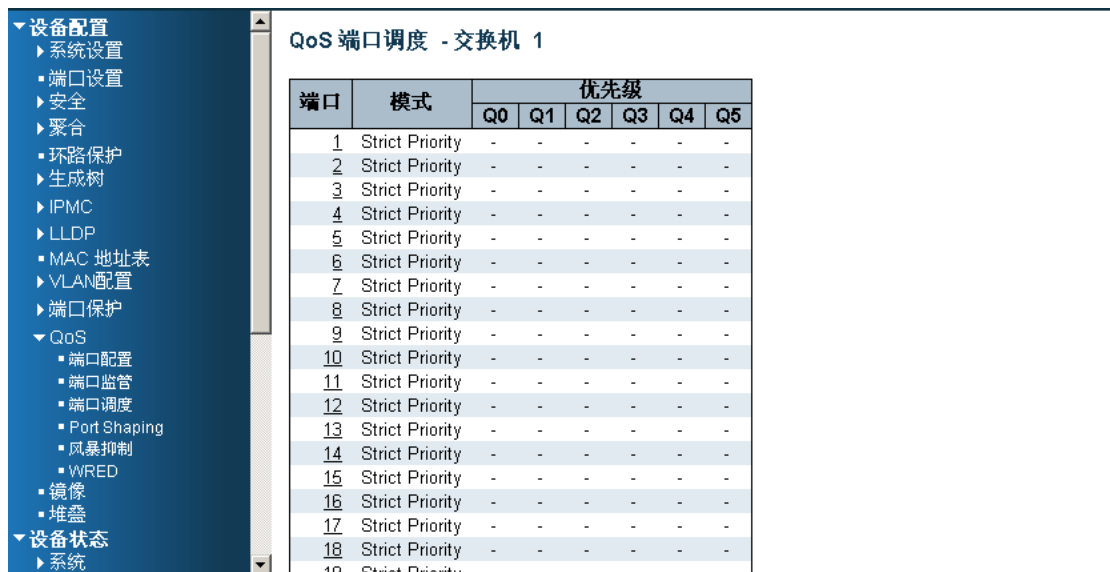 设备配置
系统设置
端口设置
安全
聚合
环路保护
生成树
IPMC
LLDP
MAC 地址表
VLAN配置
端口保护
QoS
端口配置
端口监管
端口调度
Port Shaping
风暴抑制
WRED
镜像
堆叠
设备状态
系统
QoS 端口调度 - 交换机 1
端口 模式 优先级
Q0 Q1 Q2 Q3 Q4 Q5
1 Strict Priority - - - - - -
2 Strict Priority - - - - - -
3 Strict Priority - - - - - -
4 Strict Priority - - - - - -
5 Strict Priority - - - - - -
6 Strict Priority - - - - - -
7 Strict Priority - - - - - -
8 Strict Priority - - - - - -
9 Strict Priority - - - - - -
10 Strict Priority - - - - - -
11 Strict Priority - - - - - -
12 Strict Priority - - - - - -
13 Strict Priority - - - - - -
14 Strict Priority - - - - - -
15 Strict Priority - - - - - -
16 Strict Priority - - - - - -
17 Strict Priority - - - - - -
18 Strict Priority - - - - - -
19 Strict Priority